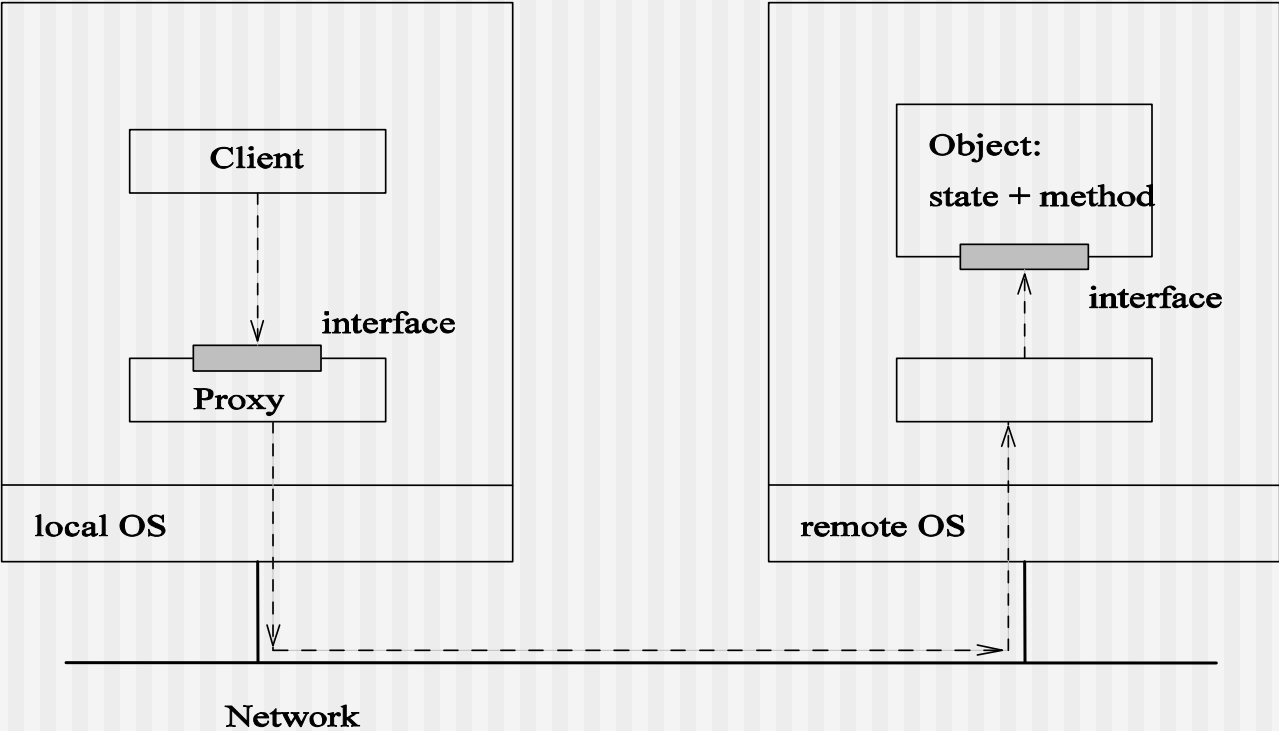 Client
interface
Proxy
local OS
Object:
state + method
interface
remote OS
Network